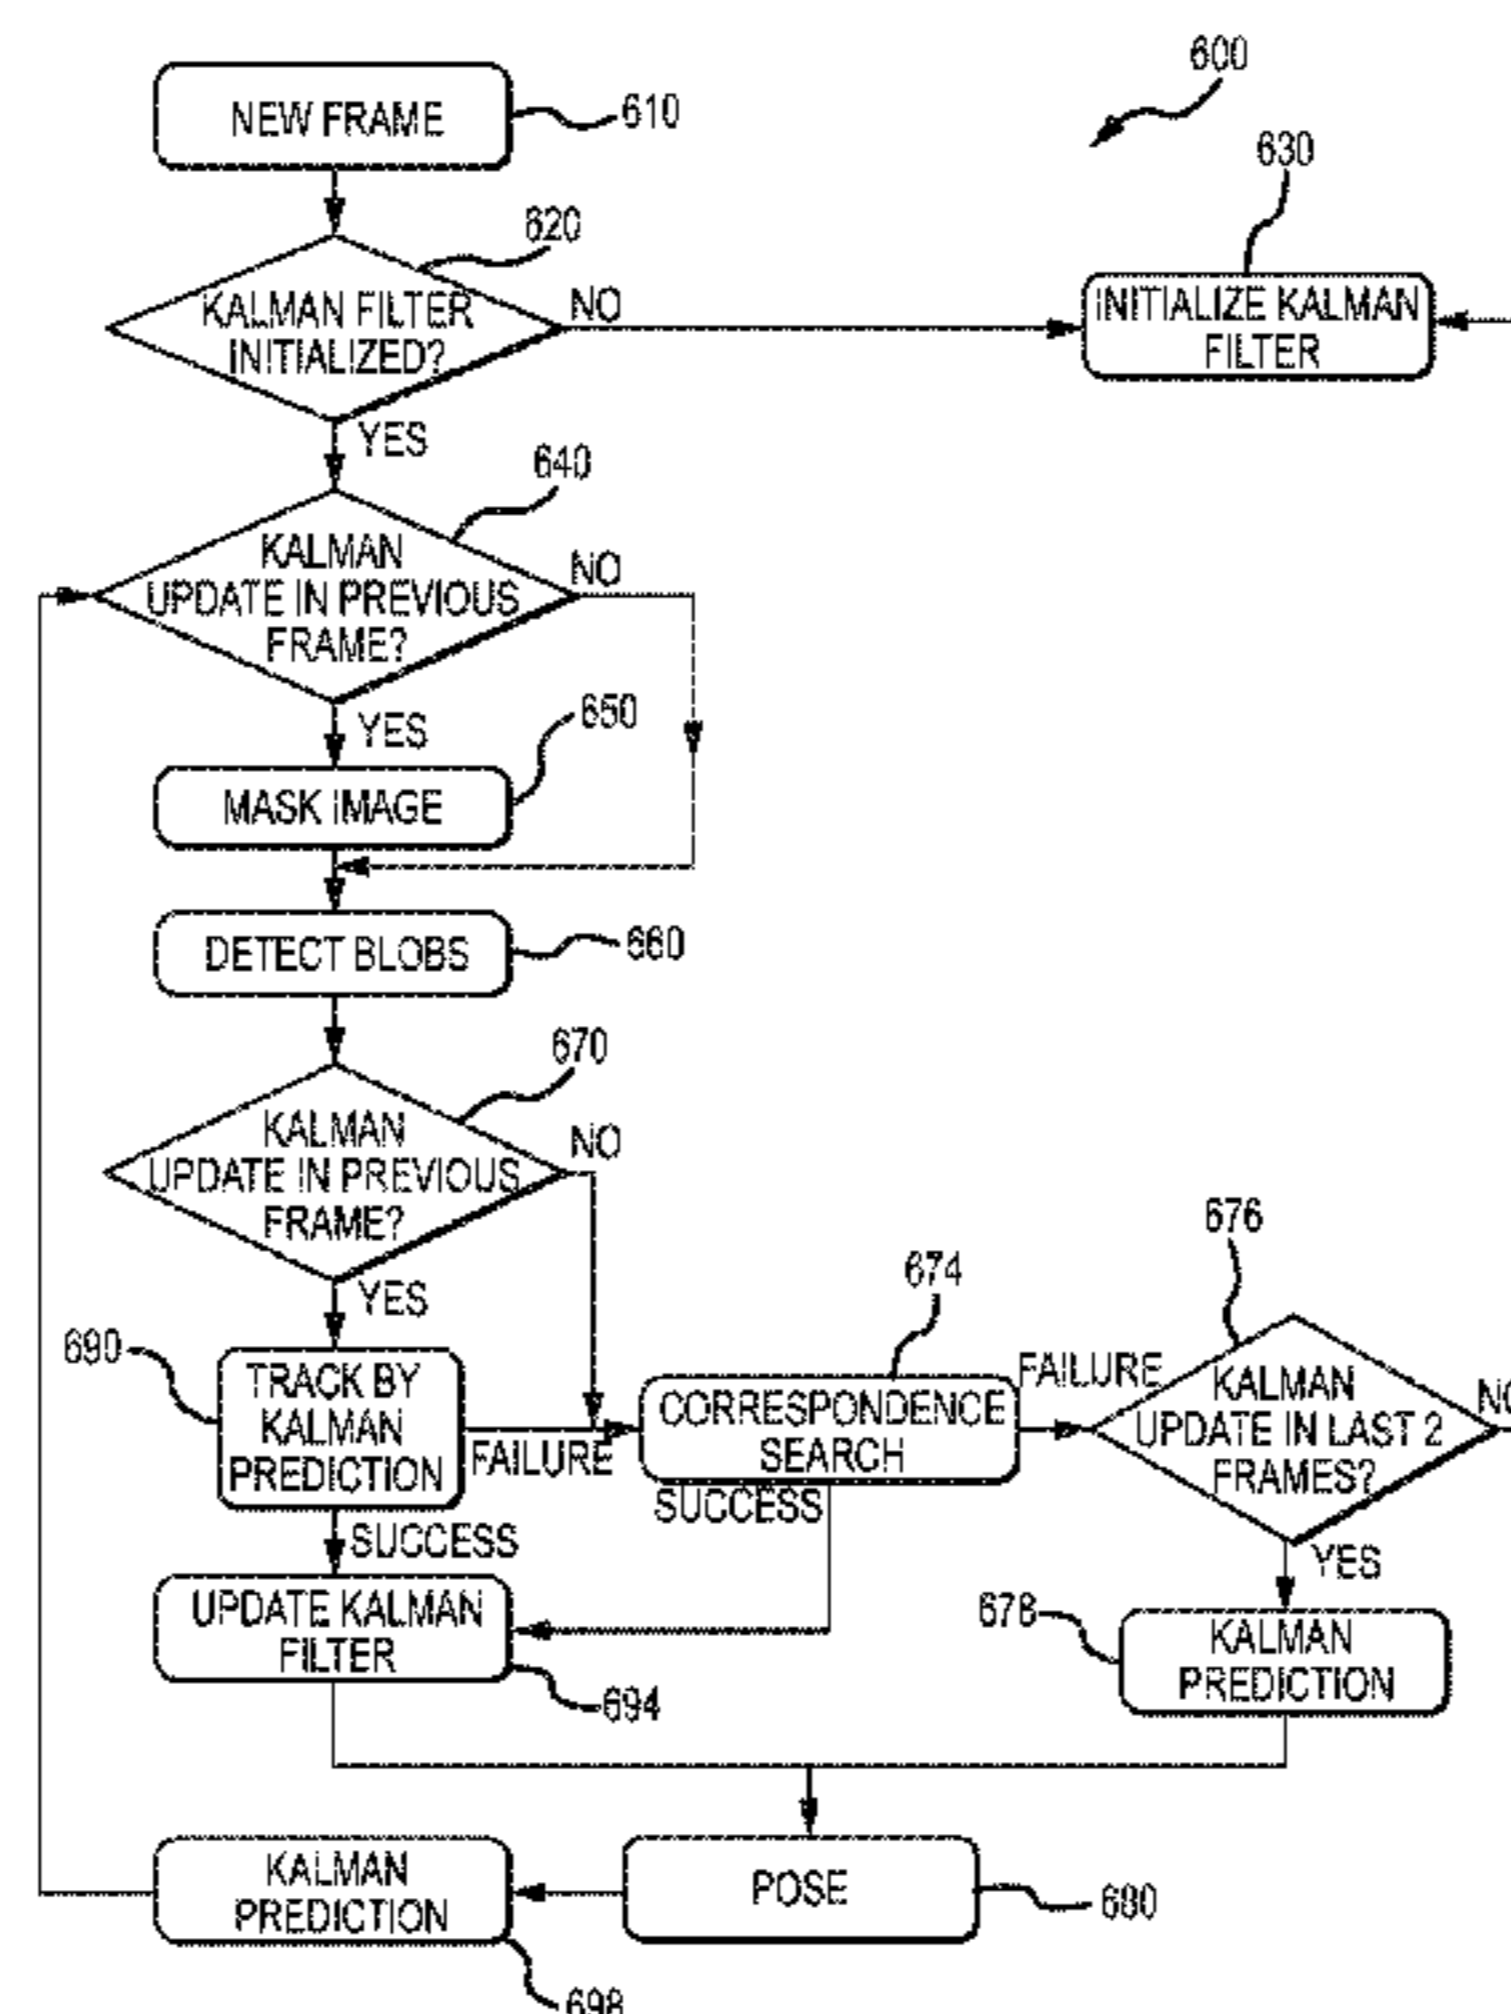 600
NEW FRAME
610
630
620
KALMAN FILTER
INITIALIZED?
NO
INITIALIZE KALMAN
FILTER
YES
640
KALMAN
UPDATE IN PREVIOUS
FRAME?
NO
650
YES
MASK IMAGE
DETECT BLOBS
660
670
KALMAN
UPDATE IN PREVIOUS
FRAME?
NO
676
674
YES
690
TRACK BY
KALMAN
PREDICTION
FAILURE
CORRESPONDENCE
SEARCH
FAILURE
KALMAN
UPDATE IN LAST 2
FRAMES?
NO
SUCCESS
SUCCESS
YES
UPDATE KALMAN
FILTER
694
678
KALMAN
PREDICTION
KALMAN
PREDICTION
POSE
680
698